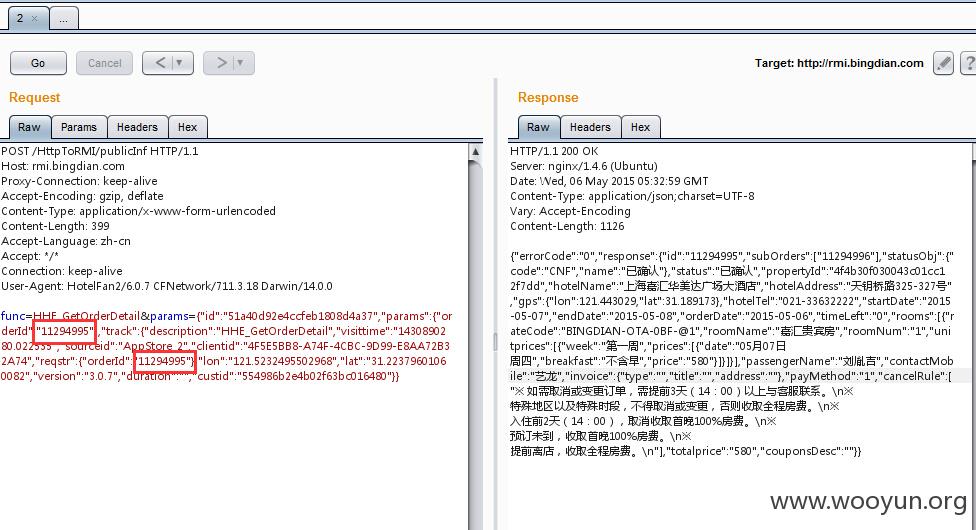 2 × ...
Go Cancel < | ▼ > | ▼ Target: http://rmi.bingdian.com ?
Request
Raw Params Headers Hex
POST /HttpToRMI/publicInf HTTP/1.1
Host: rmi.bingdian.com
Proxy-Connection: keep-alive
Accept-Encoding: gzip, deflate
Content-Type: application/x-www-form-urlencoded
Content-Length: 399
Accept-Language: zh-cn
Accept: */*
Connection: keep-alive
User-Agent: HotelFan2/6.0.7 CFNetwork/711.3.18 Darwin/14.0.0
func=HHE_GetOrderDetail&params={"id":"51a40d92e4ccfeb1808d4a37","params":{"or
derId":"11294995","track":{"description":"HHE_GetOrderDetail","visittime":"14308902
80.022535","sourceid":"AppStore_2","clientid":"4F5E5BB8-A74F-4CBC-9D99-E8AA72B3
2A74","reqstr":{"orderId":"11294995"},"lon":"121.5232495502968","lat":"31.2237960106
0082","version":"3.0.7","duration":"","custid":"554986b2e4b02f63bc016480"}}
Response
Raw Headers Hex
HTTP/1.1 200 OK
Server: nginx/1.4.6 (Ubuntu)
Date: Wed, 06 May 2015 05:32:59 GMT
Content-Type: application/json;charset=UTF-8
Vary: Accept-Encoding
Content-Length: 1126
{"errorCode":"0","response":{"id":"11294995","subOrders":["11294996"],"statusObj":{"
code":"CNF","name":"已确认"},"status":"已确认","propertyId":"4f4b30f030043c01cc1
2f7dd","hotelName":"上海嘉汇华美达广场大酒店","hotelAddress":"天钥桥路325-327号"
,"gps":{"lon":121.443029,"lat":31.189173},"hotelTel":"021-33632222","startDate":"2015
-05-07","endDate":"2015-05-08","orderDate":"2015-05-06","timeLeft":"0","rooms":[{"r
ateCode":"BINGDIAN-OTA-0BF-@1","roomName":"嘉汇贵宾房","roomNum":"1","uni
tprices":[{"week":"第一周","prices":[{"date":"05月07日
周四","breakfast":"不含早","price":"580"}]}]}],"passengerName":"刘胤吉","contactMo
bile":"艺龙","invoice":{"type":"","title":"","address":""},"payMethod":"1","cancelRule":[
"※ 如需取消或变更订单，需提前3天（14：00）以上与客服联系。\n※
特殊地区以及特殊时段，不得取消或变更，否则收取全程房费。\n※
入住前2天（14：00），取消收取首晚100%房费。\n※
预订未到，收取首晚100%房费。\n※
提前离店，收取全程房费。\n"],"totalprice":"580","couponsDesc":""}}
www.wooyun.org